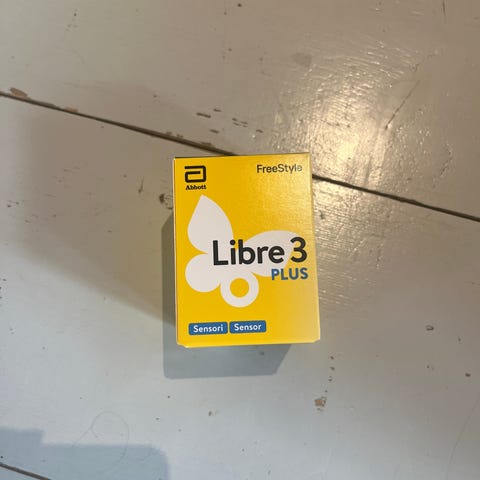 FreeStyle
Abbott
Libre 3
PLUS
Sensori Sensor